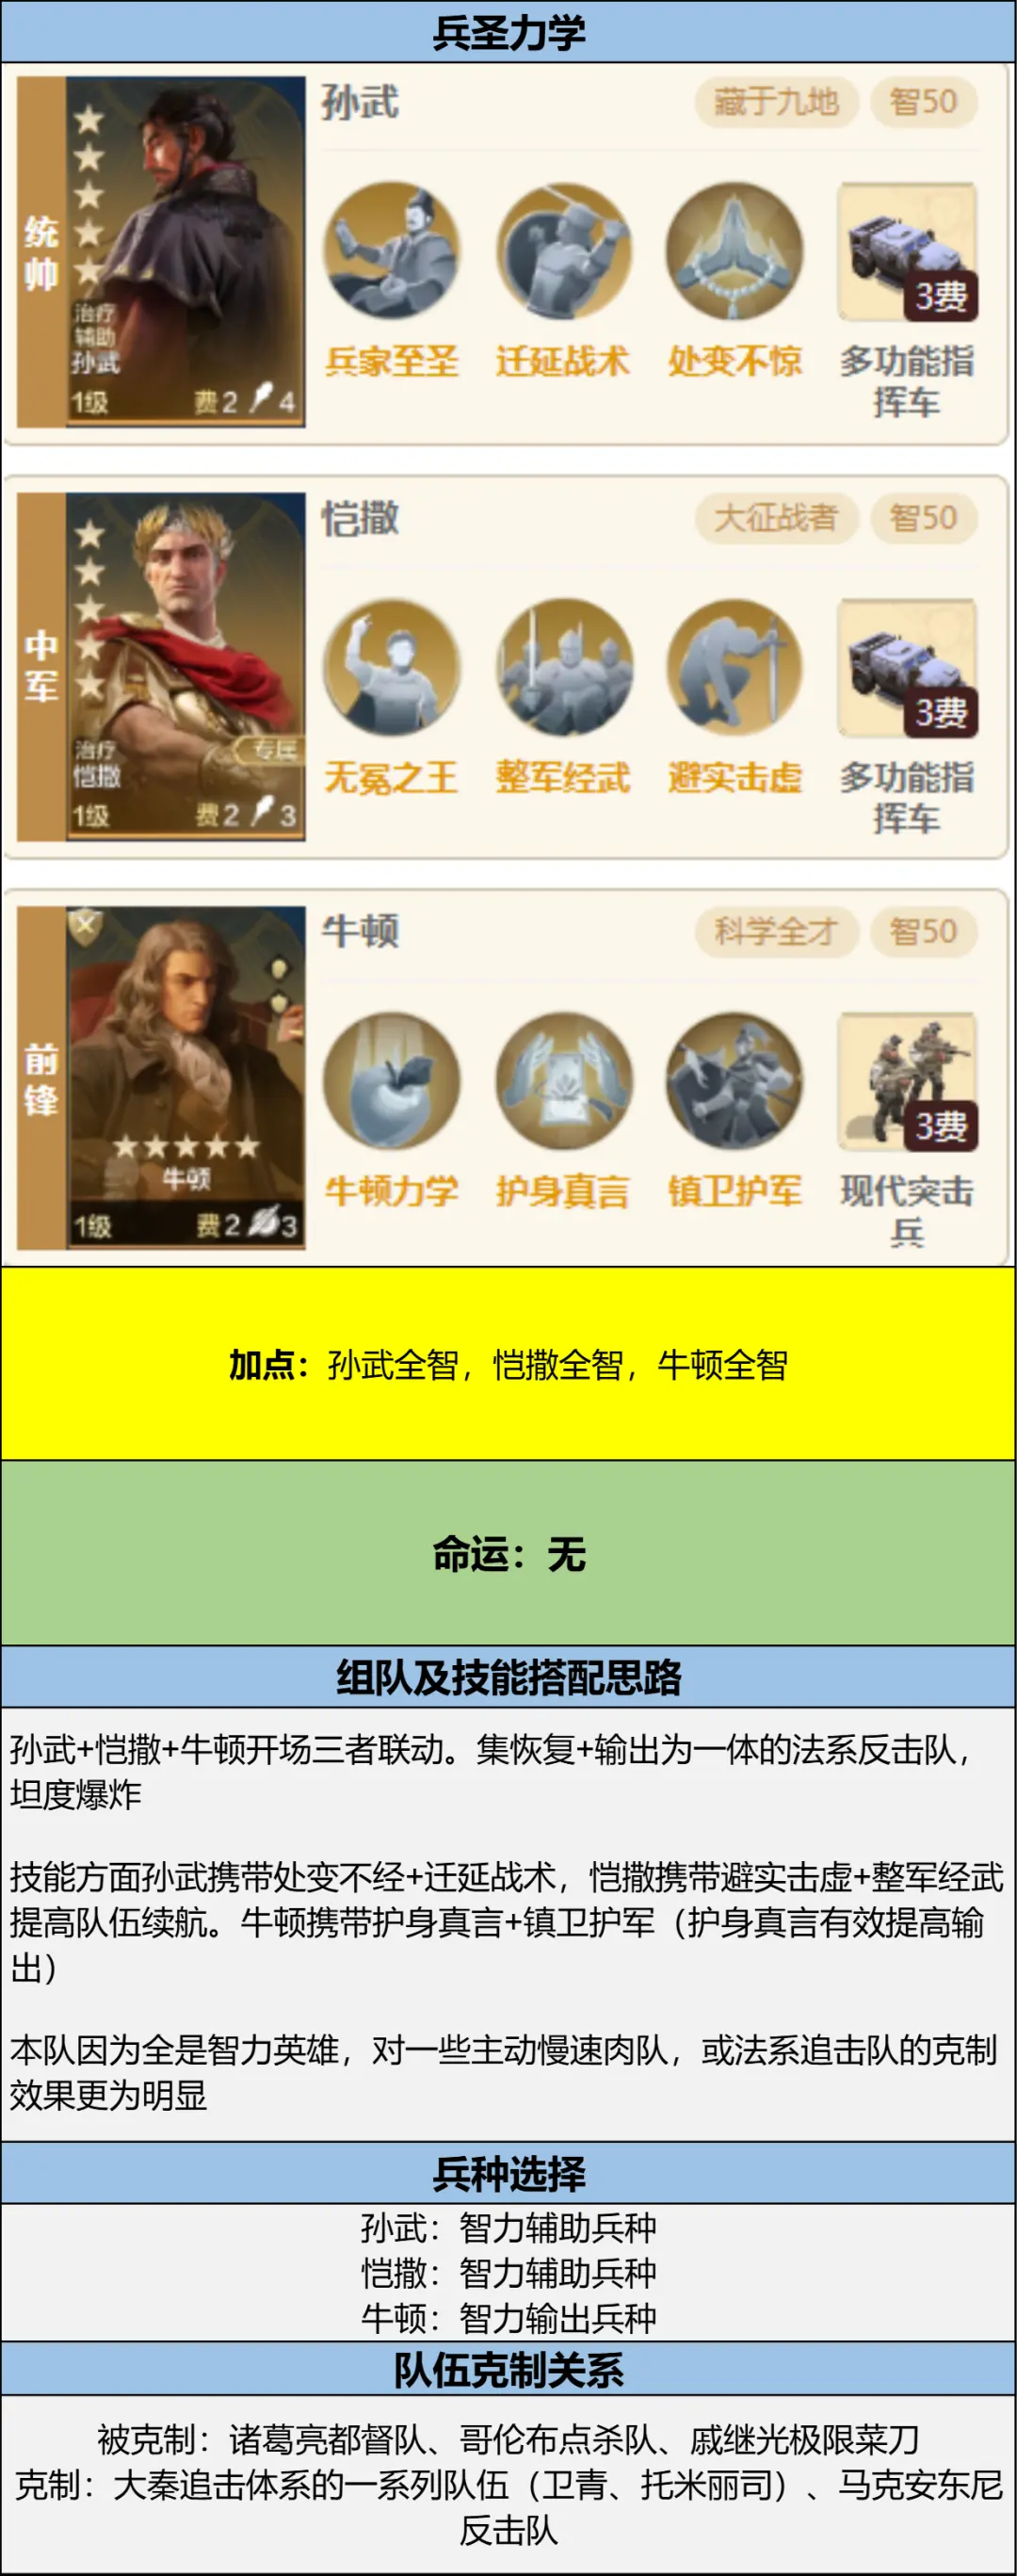 兵圣力学
孙武
藏于九地
智50
统帅
治疗
辅助
孙武
1级
费2
4
兵家至圣
迁延战术
处变不惊
3费
多功能指
挥车
恺撒
大征战者
智50
中军
专属
治疗
恺撒
1级
费2
3
无冕之王
整军经武
避实击虚
3费
多功能指
挥车
牛顿
科学全才
智50
前锋
牛顿
1级
费2
3
牛顿力学
护身真言
镇卫护军
3费
现代突击
兵
加点：孙武全智，恺撒全智，牛顿全智
命运：无
组队及技能搭配思路
孙武+恺撒+牛顿开场三者联动。集恢复+输出为一体的法系反击队，
坦度爆炸
技能方面孙武携带处变不经+迁延战术，恺撒携带避实击虚+整军经武
提高队伍续航。牛顿携带护身真言+镇卫护军（护身真言有效提高输
出）
本队因为全是智力英雄，对一些主动慢速肉队，或法系追击队的克制
效果更为明显
兵种选择
孙武：智力辅助兵种
恺撒：智力辅助兵种
牛顿：智力输出兵种
队伍克制关系
被克制：诸葛亮都督队、哥伦布点杀队、戚继光极限菜刀
克制：大秦追击体系的一系列队伍（卫青、托米丽司）、马克安东尼
反击队